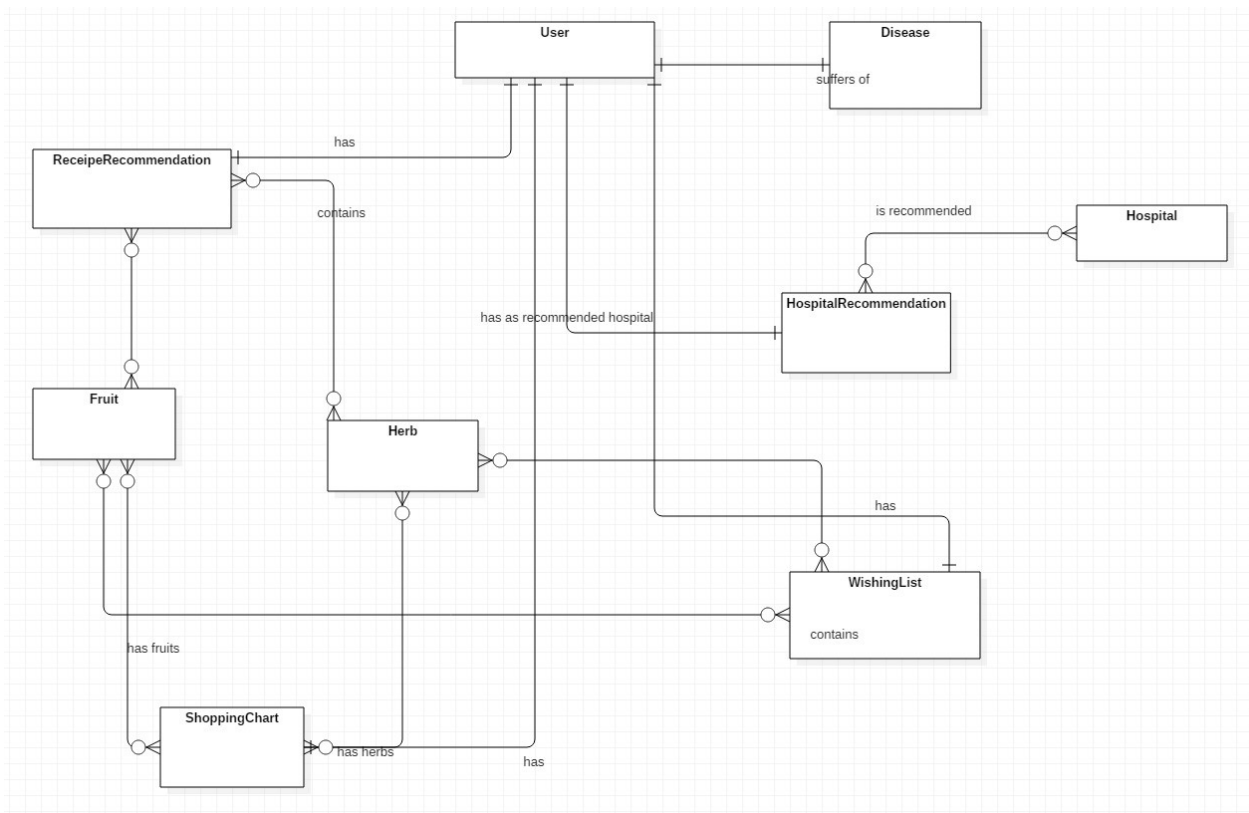 User
Disease
suffers of
has
ReceipeRecommendation
contains
is recommended
Hospital
HospitalRecommendation
has as recommended hospital
Fruit
Herb
has
WishingList
contains
has fruits
ShoppingChart
has herbs
has